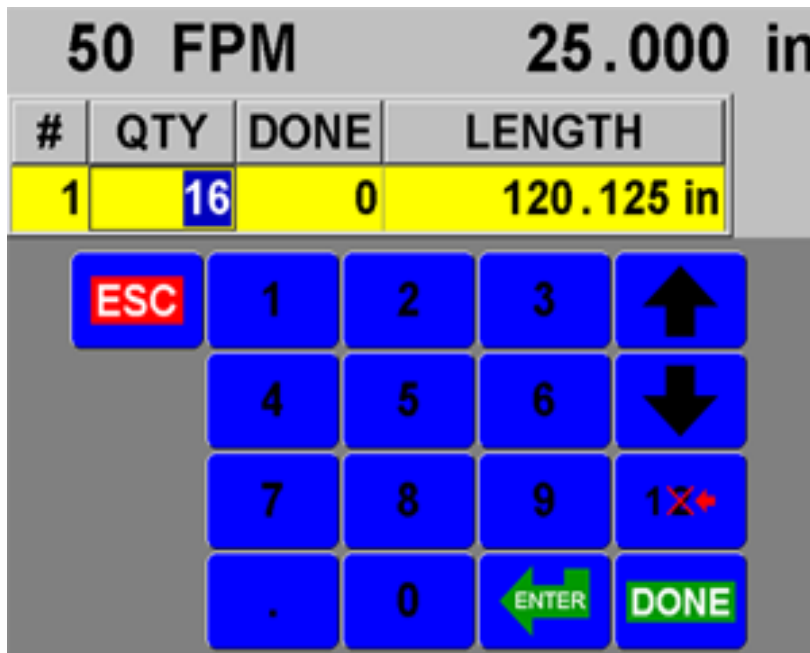 50 FPM 25.000 in
# QTY DONE LENGTH
1 16 0 120.125 in
ESC 1 2 3
4 5 6
7 8 9 12
. 0 ENTER DONE